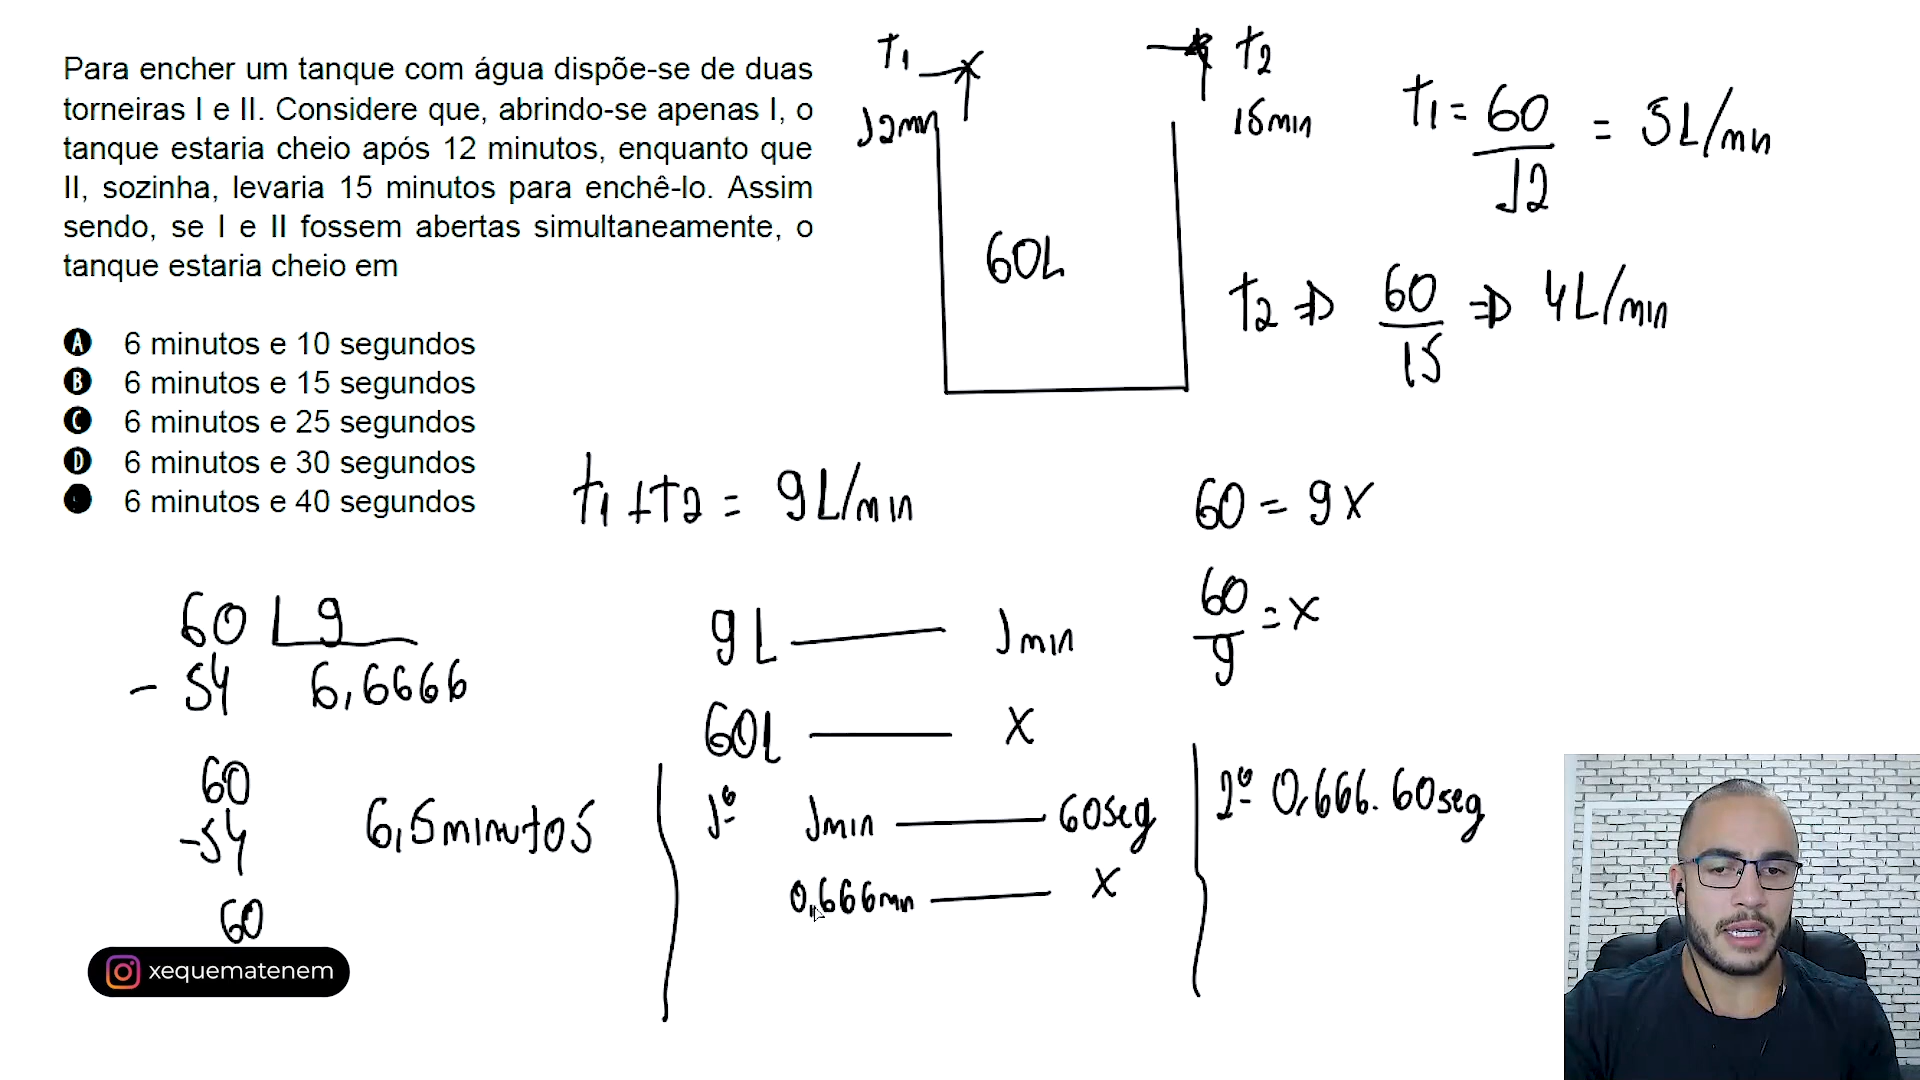 Para encher um tanque com água dispõe-se de duas
torneiras I e II. Considere que, abrindo-se apenas I, o
tanque estaria cheio após 12 minutos, enquanto que
II, sozinha, levaria 15 minutos para enchê-lo. Assim
sendo, se I e II fossem abertas simultaneamente, o
tanque estaria cheio em
A 6 minutos e 10 segundos
B 6 minutos e 15 segundos
C 6 minutos e 25 segundos
D 6 minutos e 30 segundos
6 minutos e 40 segundos
t1
12min
t2
15min
60L
t1 = 60/12 = 5L/min
t2 => 60/15 => 4L/min
t1 + t2 = 9L/min
60 = 9x
60/9 = x
60 | 9
- 54 6,6666
60
-54
60
6,5minutos
9L — 1min
60L — x
1º
1min — 60seg
0,666min — x
2º 0,666.60seg
xequematenem